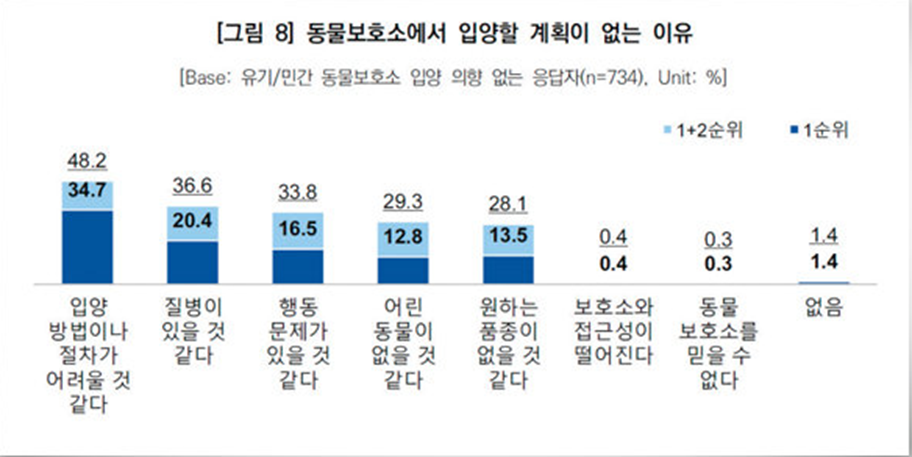 [그림 8] 동물보호소에서 입양할 계획이 없는 이유
[Base: 유기/민간 동물보호소 입양 의향 없는 응답자(n=734), Unit: %]
1+2순위 1순위
48.2 36.6 33.8 29.3 28.1 0.4 0.3 1.4
34.7 20.4 16.5 12.8 13.5 0.4 0.3 1.4
입양
방법이나
절차가
어려울 것
같다
질병이
있을 것
같다
행동
문제가
있을 것
같다
어린
동물이
없을 것
같다
원하는
품종이
없을 것
같다
보호소와
접근성이
떨어진다
동물
보호소를
믿을 수
없다
없음